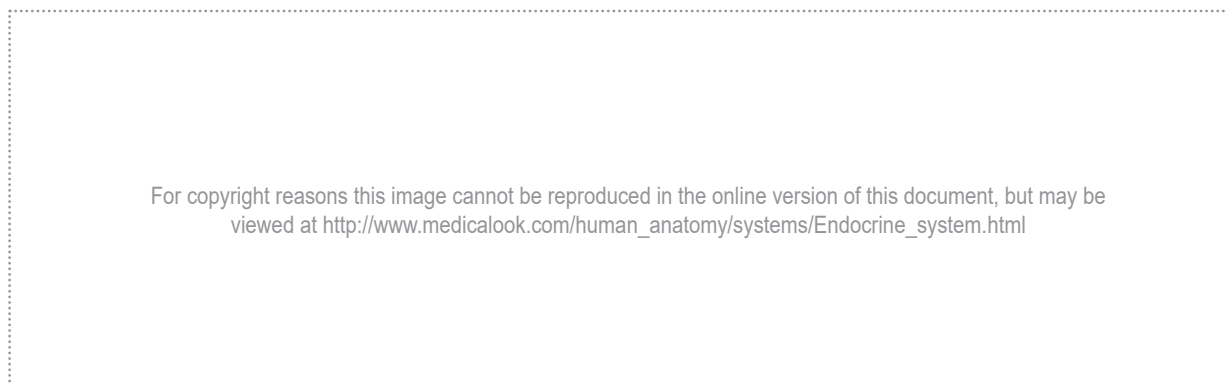 For copyright reasons this image cannot be reproduced in the online version of this document, but may be
viewed at http://www.medicalook.com/human_anatomy/systems/Endocrine_system.html